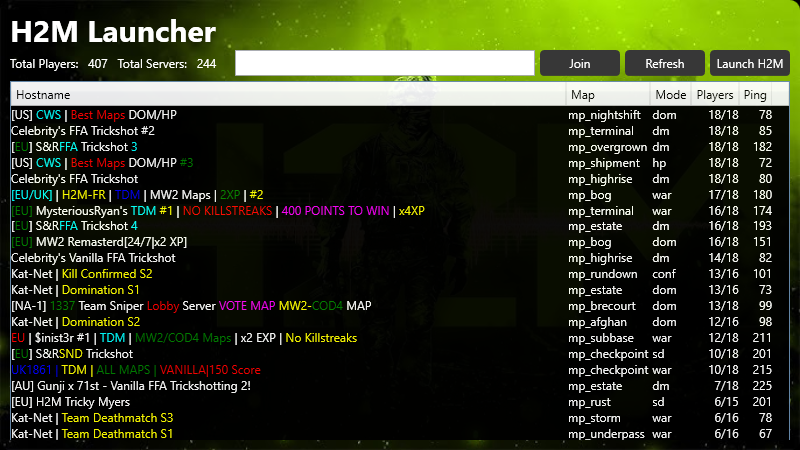 H2M Launcher
Total Players: 407 Total Servers: 244 Join Refresh Launch H2M
Hostname Map Mode Players Ping
[US] CWS | Best Maps DOM/HP mp_nightshift dom 18/18 78
Celebrity's FFA Trickshot #2 mp_terminal dm 18/18 85
[EU] S&RFFA Trickshot 3 mp_overgrown dm 18/18 182
[US] CWS | Best Maps DOM/HP #3 mp_shipment hp 18/18 72
Celebrity's FFA Trickshot mp_highrise dm 18/18 80
[EU/UK] | H2M-FR | TDM | MW2 Maps | 2XP | #2 mp_bog war 17/18 180
[EU] MysteriousRyan's TDM #1 | NO KILLSTREAKS | 400 POINTS TO WIN | x4XP mp_terminal war 16/18 174
[EU] S&RFFA Trickshot 4 mp_estate dm 16/18 193
[EU] MW2 Remasterd[24/7|x2 XP] mp_bog dom 16/18 151
Celebrity's Vanilla FFA Trickshot mp_highrise dm 14/18 82
Kat-Net | Kill Confirmed S2 mp_rundown conf 13/16 101
Kat-Net | Domination S1 mp_estate dom 13/16 73
[NA-1] 1337 Team Sniper Lobby Server VOTE MAP MW2-COD4 MAP mp_brecourt dom 13/18 99
Kat-Net | Domination S2 mp_afghan dom 12/16 98
EU | $inist3r #1 | TDM | MW2/COD4 Maps | x2 EXP | No Killstreaks mp_subbase war 12/18 211
[EU] S&RSND Trickshot mp_checkpoint sd 10/18 201
UK1861 | TDM | ALL MAPS | VANILLA|150 Score mp_checkpoint war 10/18 215
[AU] Gunji x 71st - Vanilla FFA Trickshotting 2! mp_estate dm 7/18 225
[EU] H2M Tricky Myers mp_rust sd 6/15 201
Kat-Net | Team Deathmatch S3 mp_storm war 6/16 78
Kat-Net | Team Deathmatch S1 mp_underpass war 6/16 67